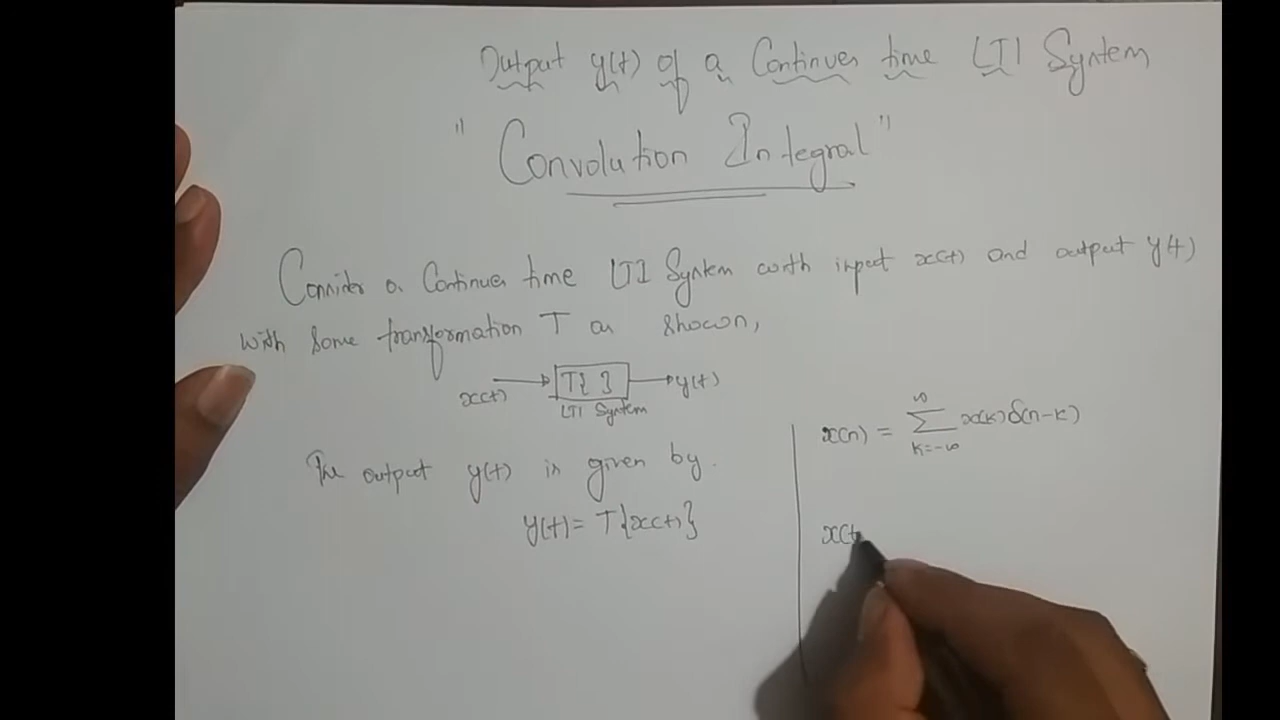 Output y(t) of a Continues time LTI System
"Convolution Integral"
Consider a Continues time LTI System with input x(t) and output y(t)
with some transformation T as shown,
x(t) T{ } y(t)
LTI System
The output y(t) is given by.
y(t) = T{x(t)}
x(n) = ∞ Σ k=-∞ x(k)δ(n-k)
x(t